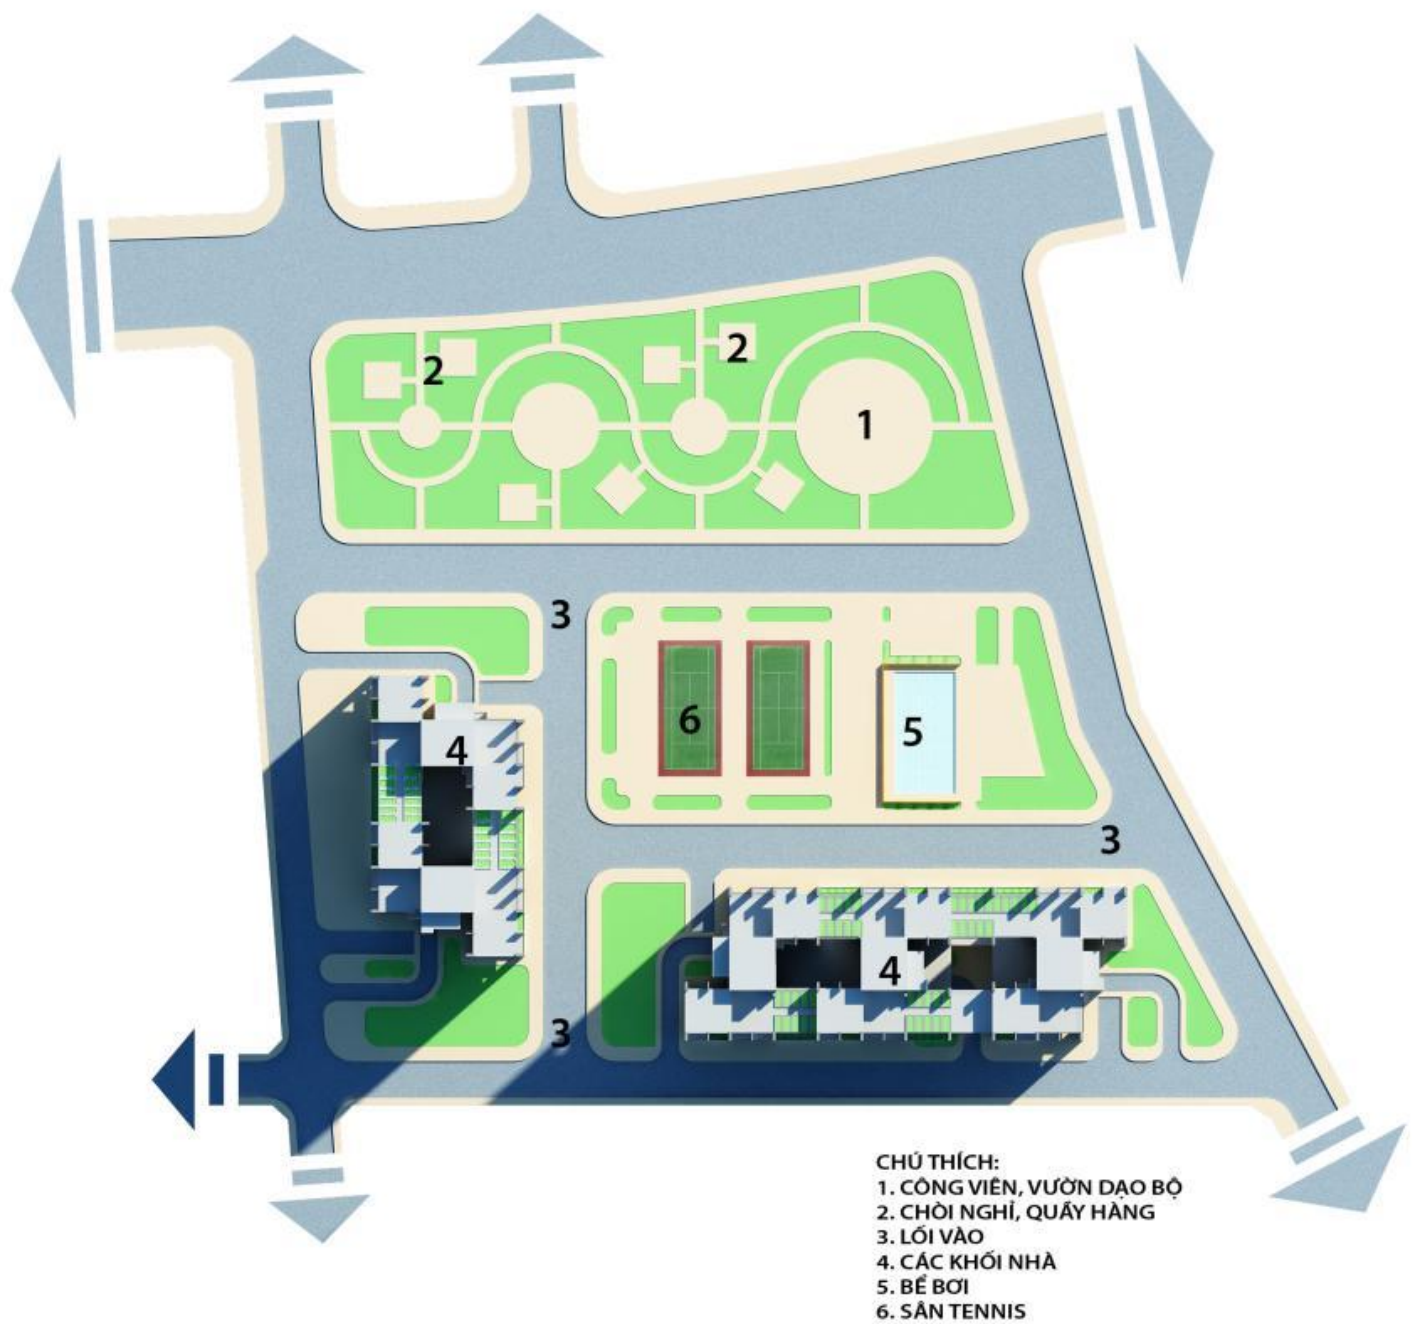 2
2
1
3
6
5
4
3
4
3
CHÚ THÍCH:
1. CÔNG VIÊN, VƯỜN DẠO BỘ
2. CHÒI NGHỈ, QUẦY HÀNG
3. LỐI VÀO
4. CÁC KHỐI NHÀ
5. BỂ BƠI
6. SÂN TENNIS